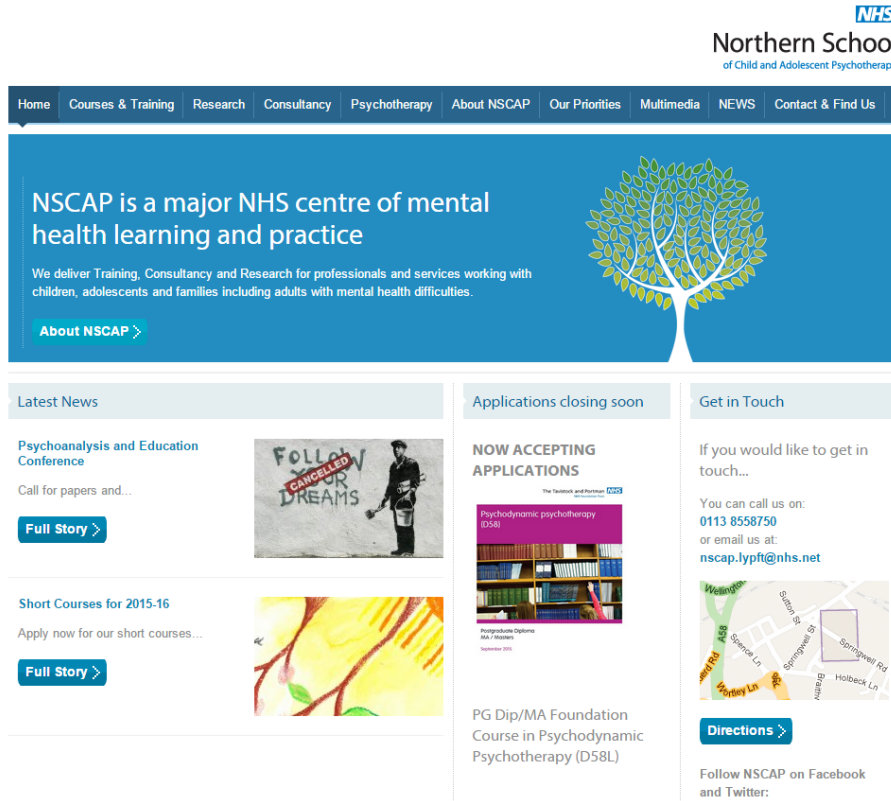 NHS
Northern Schoo
of Child and Adolescent Psychotherap
Home Courses & Training Research Consultancy Psychotherapy About NSCAP Our Priorities Multimedia NEWS Contact & Find Us
NSCAP is a major NHS centre of mental
health learning and practice
We deliver Training, Consultancy and Research for professionals and services working with
children, adolescents and families including adults with mental health difficulties.
About NSCAP
Latest News
Psychoanalysis and Education
Conference
Call for papers and...
Full Story
FOLLOW
YOUR
DREAMS
CANCELLED
Short Courses for 2015-16
Apply now for our short courses...
Full Story
Applications closing soon
NOW ACCEPTING
APPLICATIONS
The Tavistock and Portman NHS
Psychodynamic psychotherapy
(D58)
Postgraduate Diploma
MA / Masters
September 2015
PG Dip/MA Foundation
Course in Psychodynamic
Psychotherapy (D58L)
Get in Touch
If you would like to get in
touch...
You can call us on:
0113 8558750
or email us at:
nscap.lypft@nhs.net
Wellington
Sutton St
A58
Spence Ln
Springwell St
Springwell Rd
Holbeck Ln
Wortley Ln
Directions
Follow NSCAP on Facebook
and Twitter: